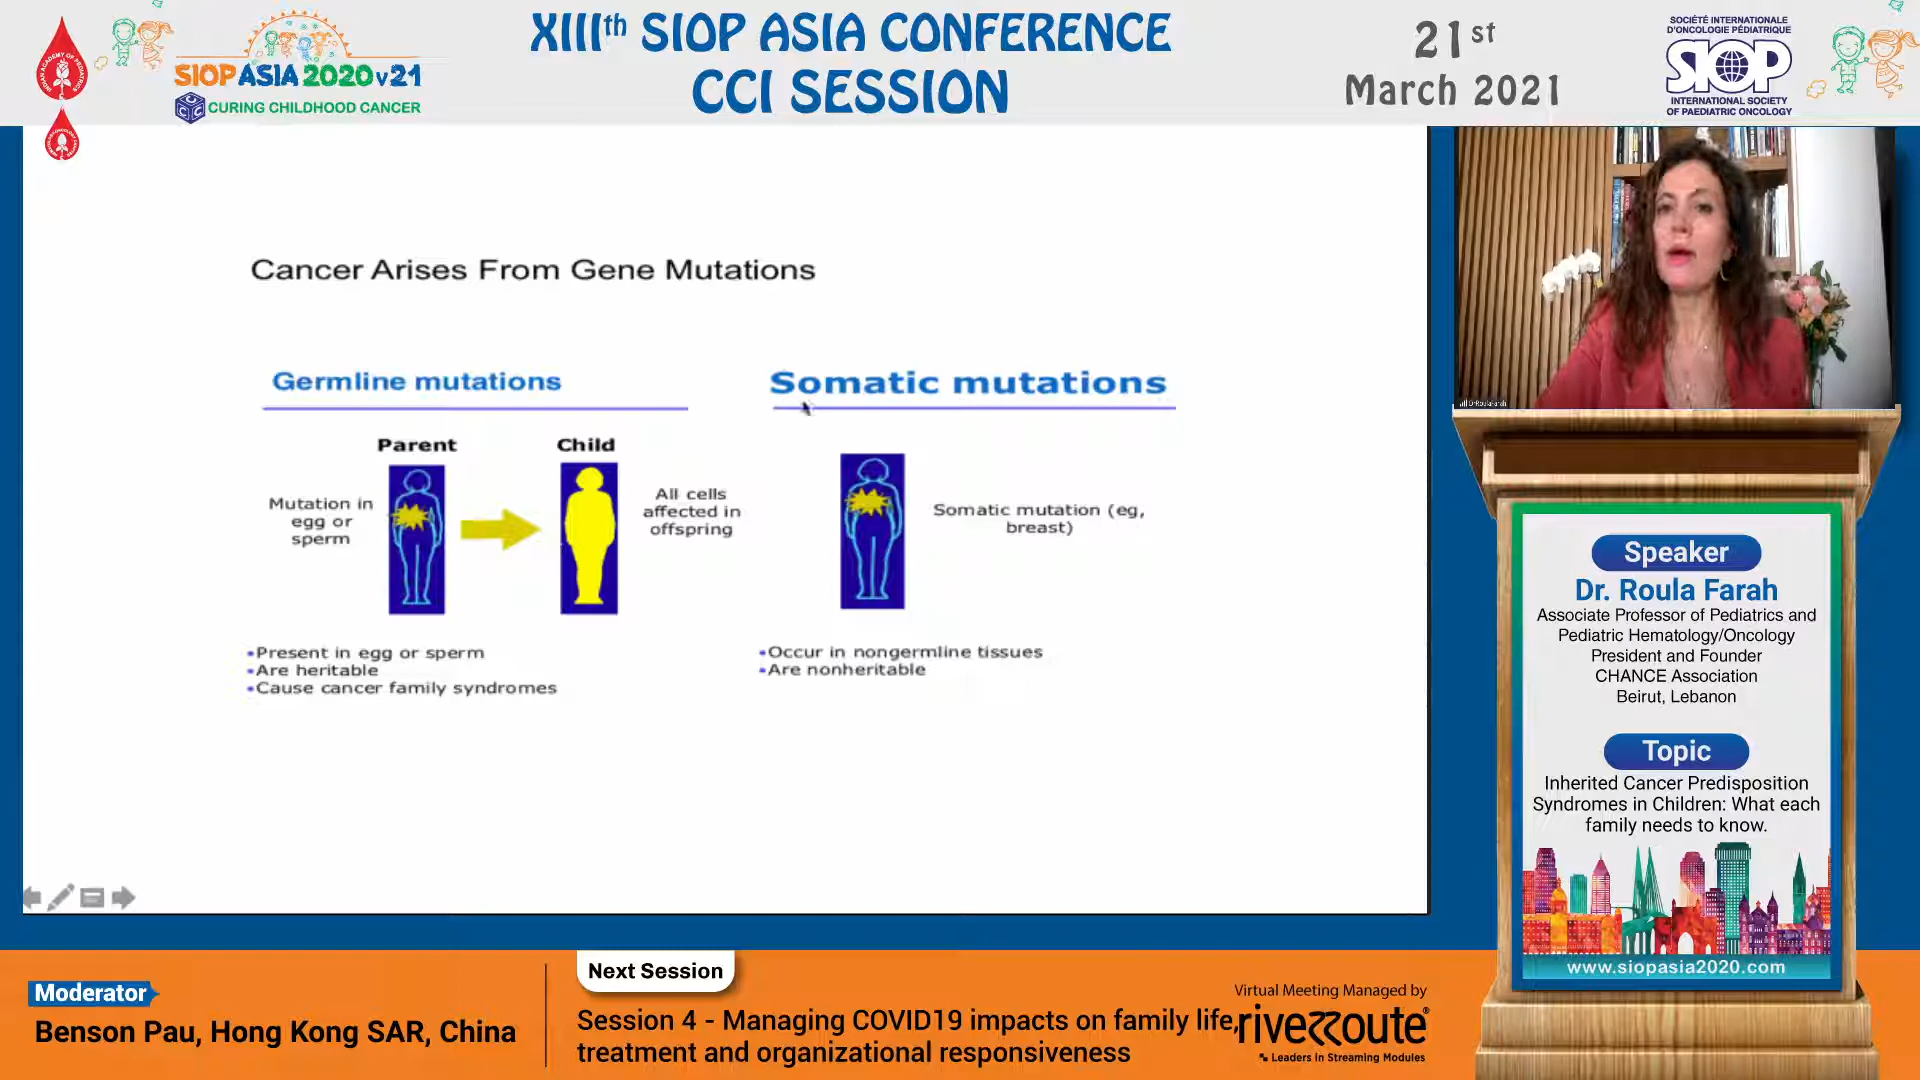 XIIIth SIOP ASIA CONFERENCE
CCI SESSION
21st
March 2021
SIOP ASIA 2020 v21
CURING CHILDHOOD CANCER
SOCIÉTÉ INTERNATIONALE
D'ONCOLOGIE PÉDIATRIQUE
SIOP
INTERNATIONAL SOCIETY
OF PAEDIATRIC ONCOLOGY
Cancer Arises From Gene Mutations
Germline mutations
Parent
Child
Mutation in
egg or
sperm
All cells
affected in
offspring
•Present in egg or sperm
•Are heritable
•Cause cancer family syndromes
Somatic mutations
Somatic mutation (eg,
breast)
•Occur in nongermline tissues
•Are nonheritable
Speaker
Dr. Roula Farah
Associate Professor of Pediatrics and
Pediatric Hematology/Oncology
President and Founder
CHANCE Association
Beirut, Lebanon
Topic
Inherited Cancer Predisposition
Syndromes in Children: What each
family needs to know.
www.siopasia2020.com
Moderator
Benson Pau, Hong Kong SAR, China
Next Session
Session 4 - Managing COVID19 impacts on family life,
treatment and organizational responsiveness
Virtual Meeting Managed by
riveroute
Leaders in Streaming Modules